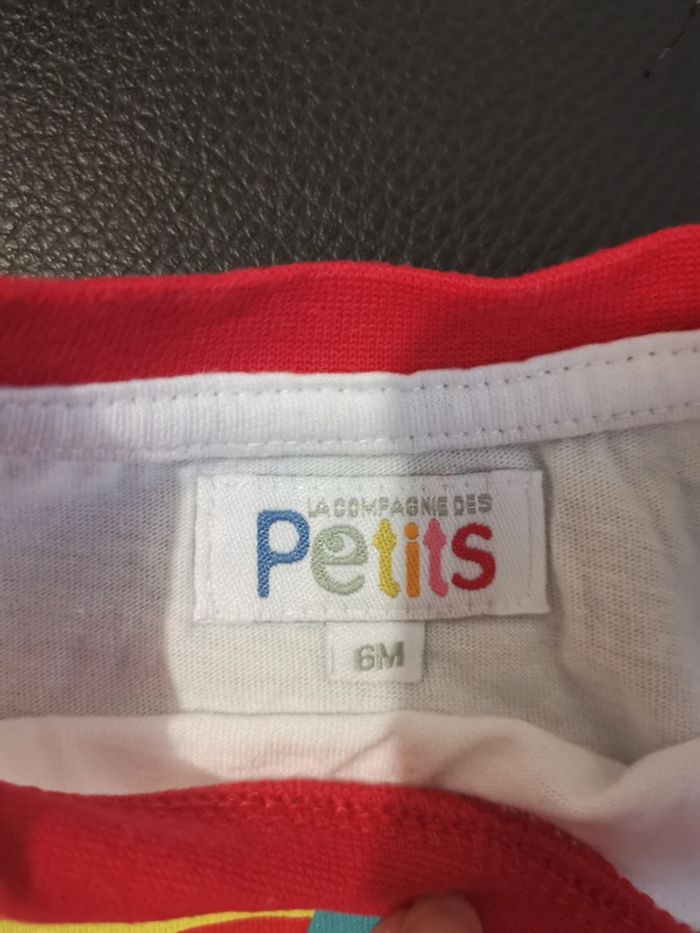 LA COMPAGNIE DES
Petits
6M